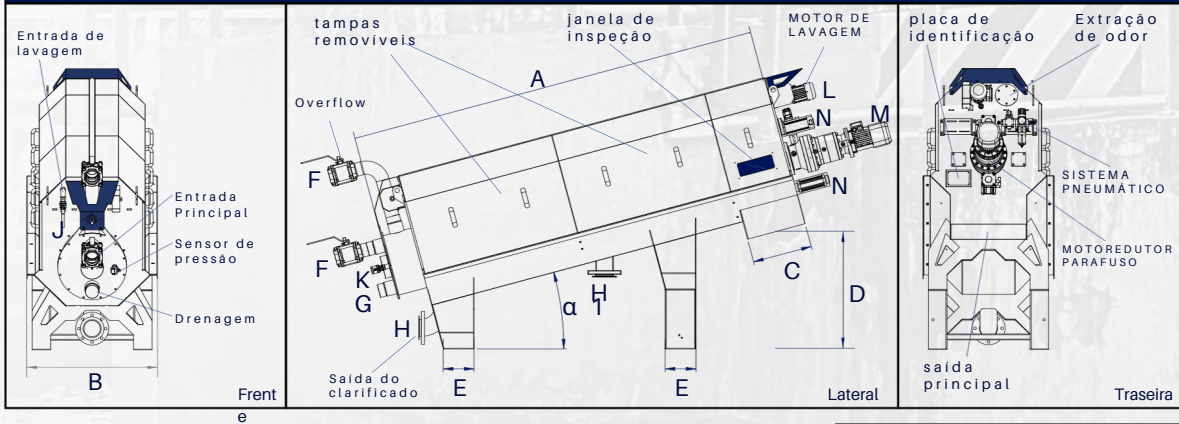 Entrada de
lavagem
J
Entrada
Principal
Sensor de
pressão
Drenagem
B
Frent
e
tampas
removíveis
janela de
inspeção
MOTOR DE
LAVAGEM
A
Overflow
F
F
K
G
H
α
H
1
L
N
M
N
C
D
E
E
Saída do
clarificado
Lateral
placa de
identificação
Extração
de odor
SISTEMA
PNEUMÁTICO
MOTOREDUTOR
PARAFUSO
saída
principal
Traseira